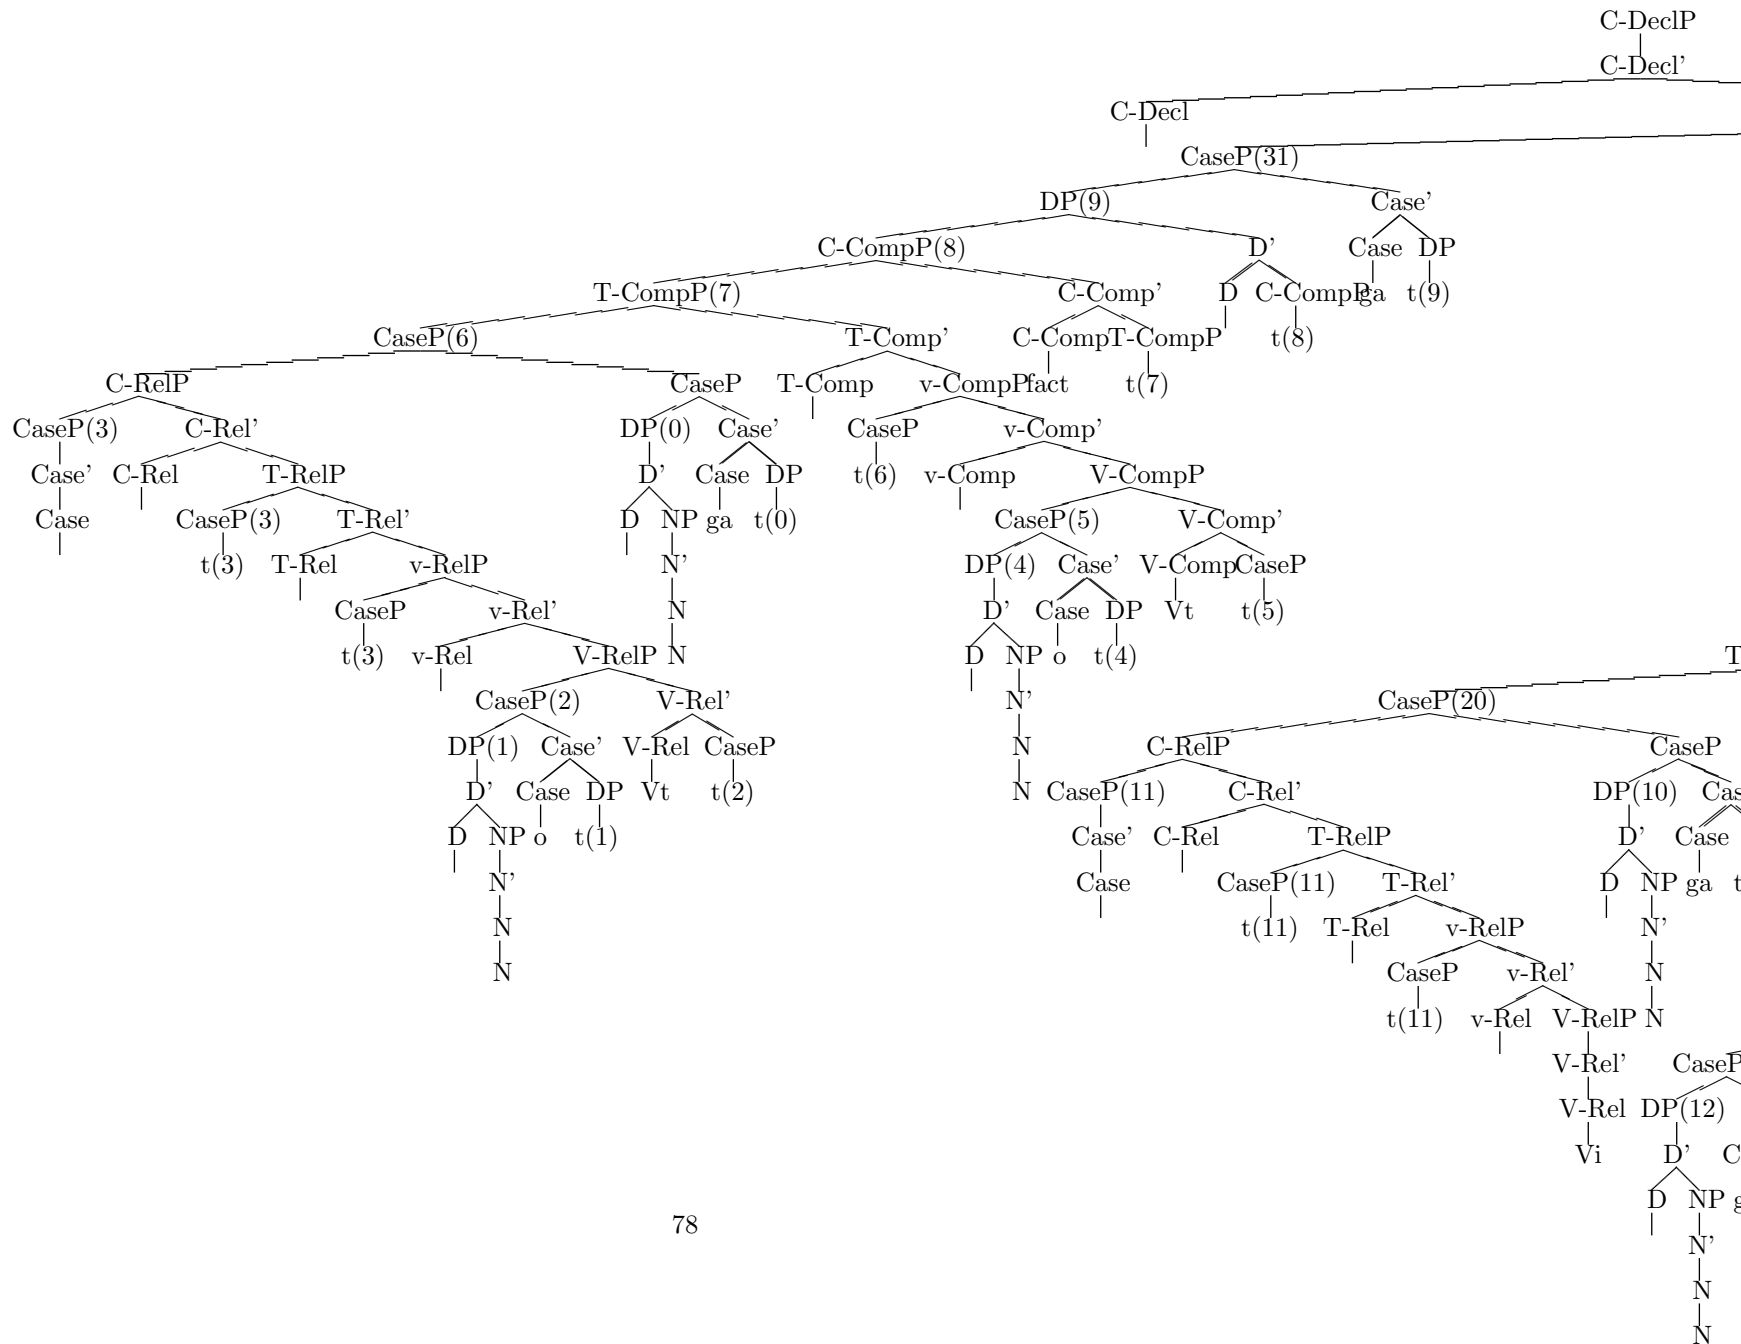 C-DeclP
C-Decl'
C-Decl
CaseP(31)
DP(9) Case'
C-CompP(8) D' Case DP
T-CompP(7) C-Comp' D C-CompP ga t(9)
CaseP(6) T-Comp' C-Comp T-CompP t(8)
C-RelP CaseP T-Comp v-CompP fact t(7)
CaseP(3) C-Rel' DP(0) Case' CaseP v-Comp'
Case' C-Rel T-RelP D' Case DP t(6) v-Comp V-CompP
Case CaseP(3) T-Rel' D NP ga t(0) CaseP(5) V-Comp'
t(3) T-Rel v-RelP N' DP(4) Case' V-Comp CaseP
CaseP v-Rel' N D' Case DP Vt t(5)
t(3) v-Rel V-RelP N D NP o t(4) T
CaseP(2) V-Rel' N' CaseP(20)
DP(1) Case' V-Rel CaseP N C-RelP CaseP
D' Case DP Vt t(2) N CaseP(11) C-Rel' DP(10) Cas
D NP o t(1) Case' C-Rel T-RelP D' Case
N' Case CaseP(11) T-Rel' D NP ga t
N t(11) T-Rel v-RelP N'
N CaseP v-Rel' N
t(11) v-Rel V-RelP N
V-Rel' CaseP
V-Rel DP(12)
Vi D' C
D NP g
78
N'
N
N